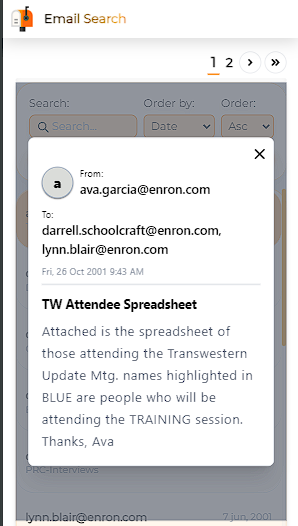 Email Search
1 2 › »
Search: Order by: Order:
Search... Date Asc
From:
a ava.garcia@enron.com
To:
darrell.schoolcraft@enron.com,
lynn.blair@enron.com
Fri, 26 Oct 2001 9:43 AM
TW Attendee Spreadsheet
Attached is the spreadsheet of
those attending the Transwestern
Update Mtg. names highlighted in
BLUE are people who will be
attending the TRAINING session.
Thanks, Ava
PRC-Interviews
lynn.blair@enron.com 7 jun, 2001